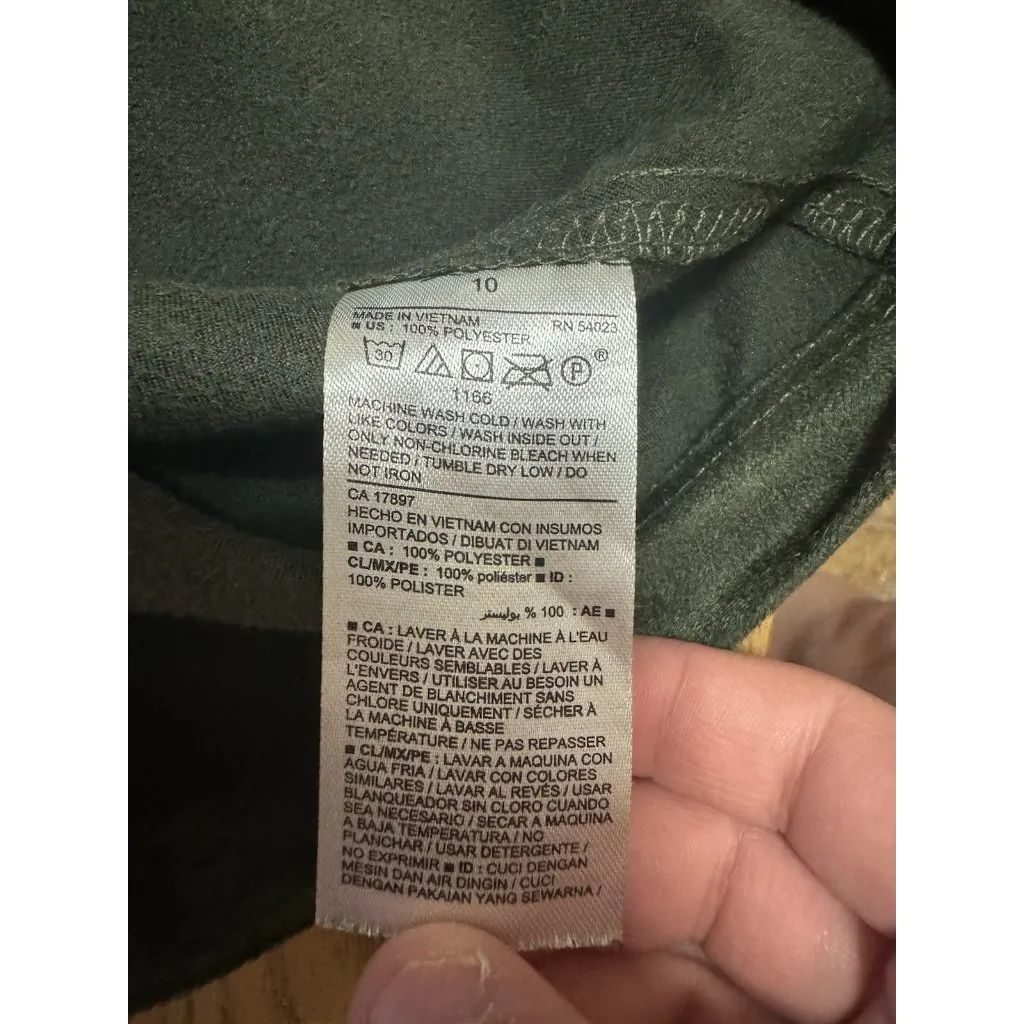 10
MADE IN VIETNAM RN 54023
■ US : 100% POLYESTER
30 P ®
1166
MACHINE WASH COLD / WASH WITH
LIKE COLORS / WASH INSIDE OUT /
ONLY NON-CHLORINE BLEACH WHEN
NEEDED / TUMBLE DRY LOW / DO
NOT IRON
CA 17897
HECHO EN VIETNAM CON INSUMOS
IMPORTADOS / DIBUAT DI VIETNAM
■ CA : 100% POLYESTER ■
CL/MX/PE : 100% poliéster ■ ID :
100% POLISTER
■ AE : 100 % بوليستر
■ CA : LAVER À LA MACHINE À L'EAU
FROIDE / LAVER AVEC DES
COULEURS SEMBLABLES / LAVER À
L'ENVERS / UTILISER AU BESOIN UN
AGENT DE BLANCHIMENT SANS
CHLORE UNIQUEMENT / SÉCHER À
LA MACHINE À BASSE
TEMPÉRATURE / NE PAS REPASSER
■ CL/MX/PE : LAVAR A MAQUINA CON
AGUA FRIA / LAVAR CON COLORES
SIMILARES / LAVAR AL REVÉS / USAR
BLANQUEADOR SIN CLORO CUANDO
SEA NECESARIO / SECAR A MAQUINA
A BAJA TEMPERATURA / NO
PLANCHAR / USAR DETERGENTE /
NO EXPRIMIR ■ ID : CUCI DENGAN
MESIN DAN AIR DINGIN / CUCI
DENGAN PAKAIAN YANG SEWARNA /